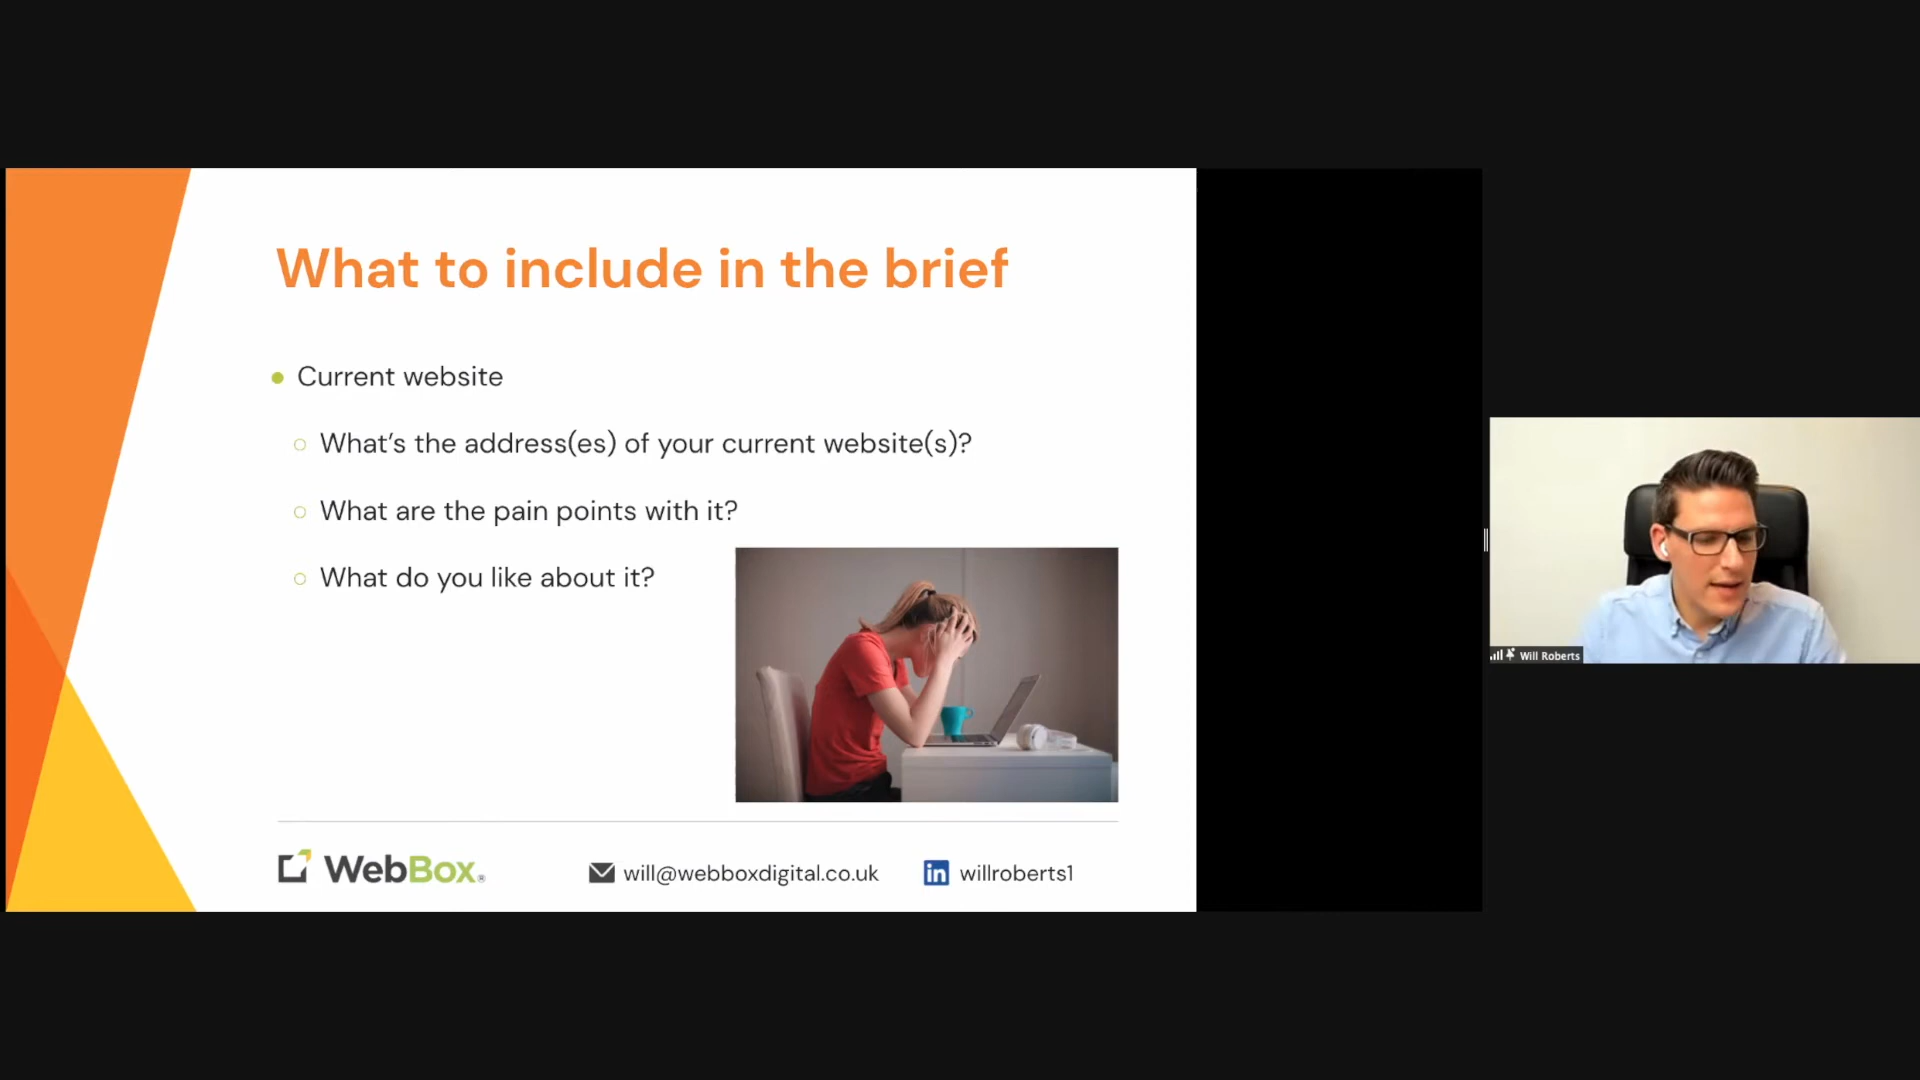 What to include in the brief
Current website
What's the address(es) of your current website(s)?
What are the pain points with it?
What do you like about it?
WebBox®
will@webboxdigital.co.uk
in willroberts1
Will Roberts